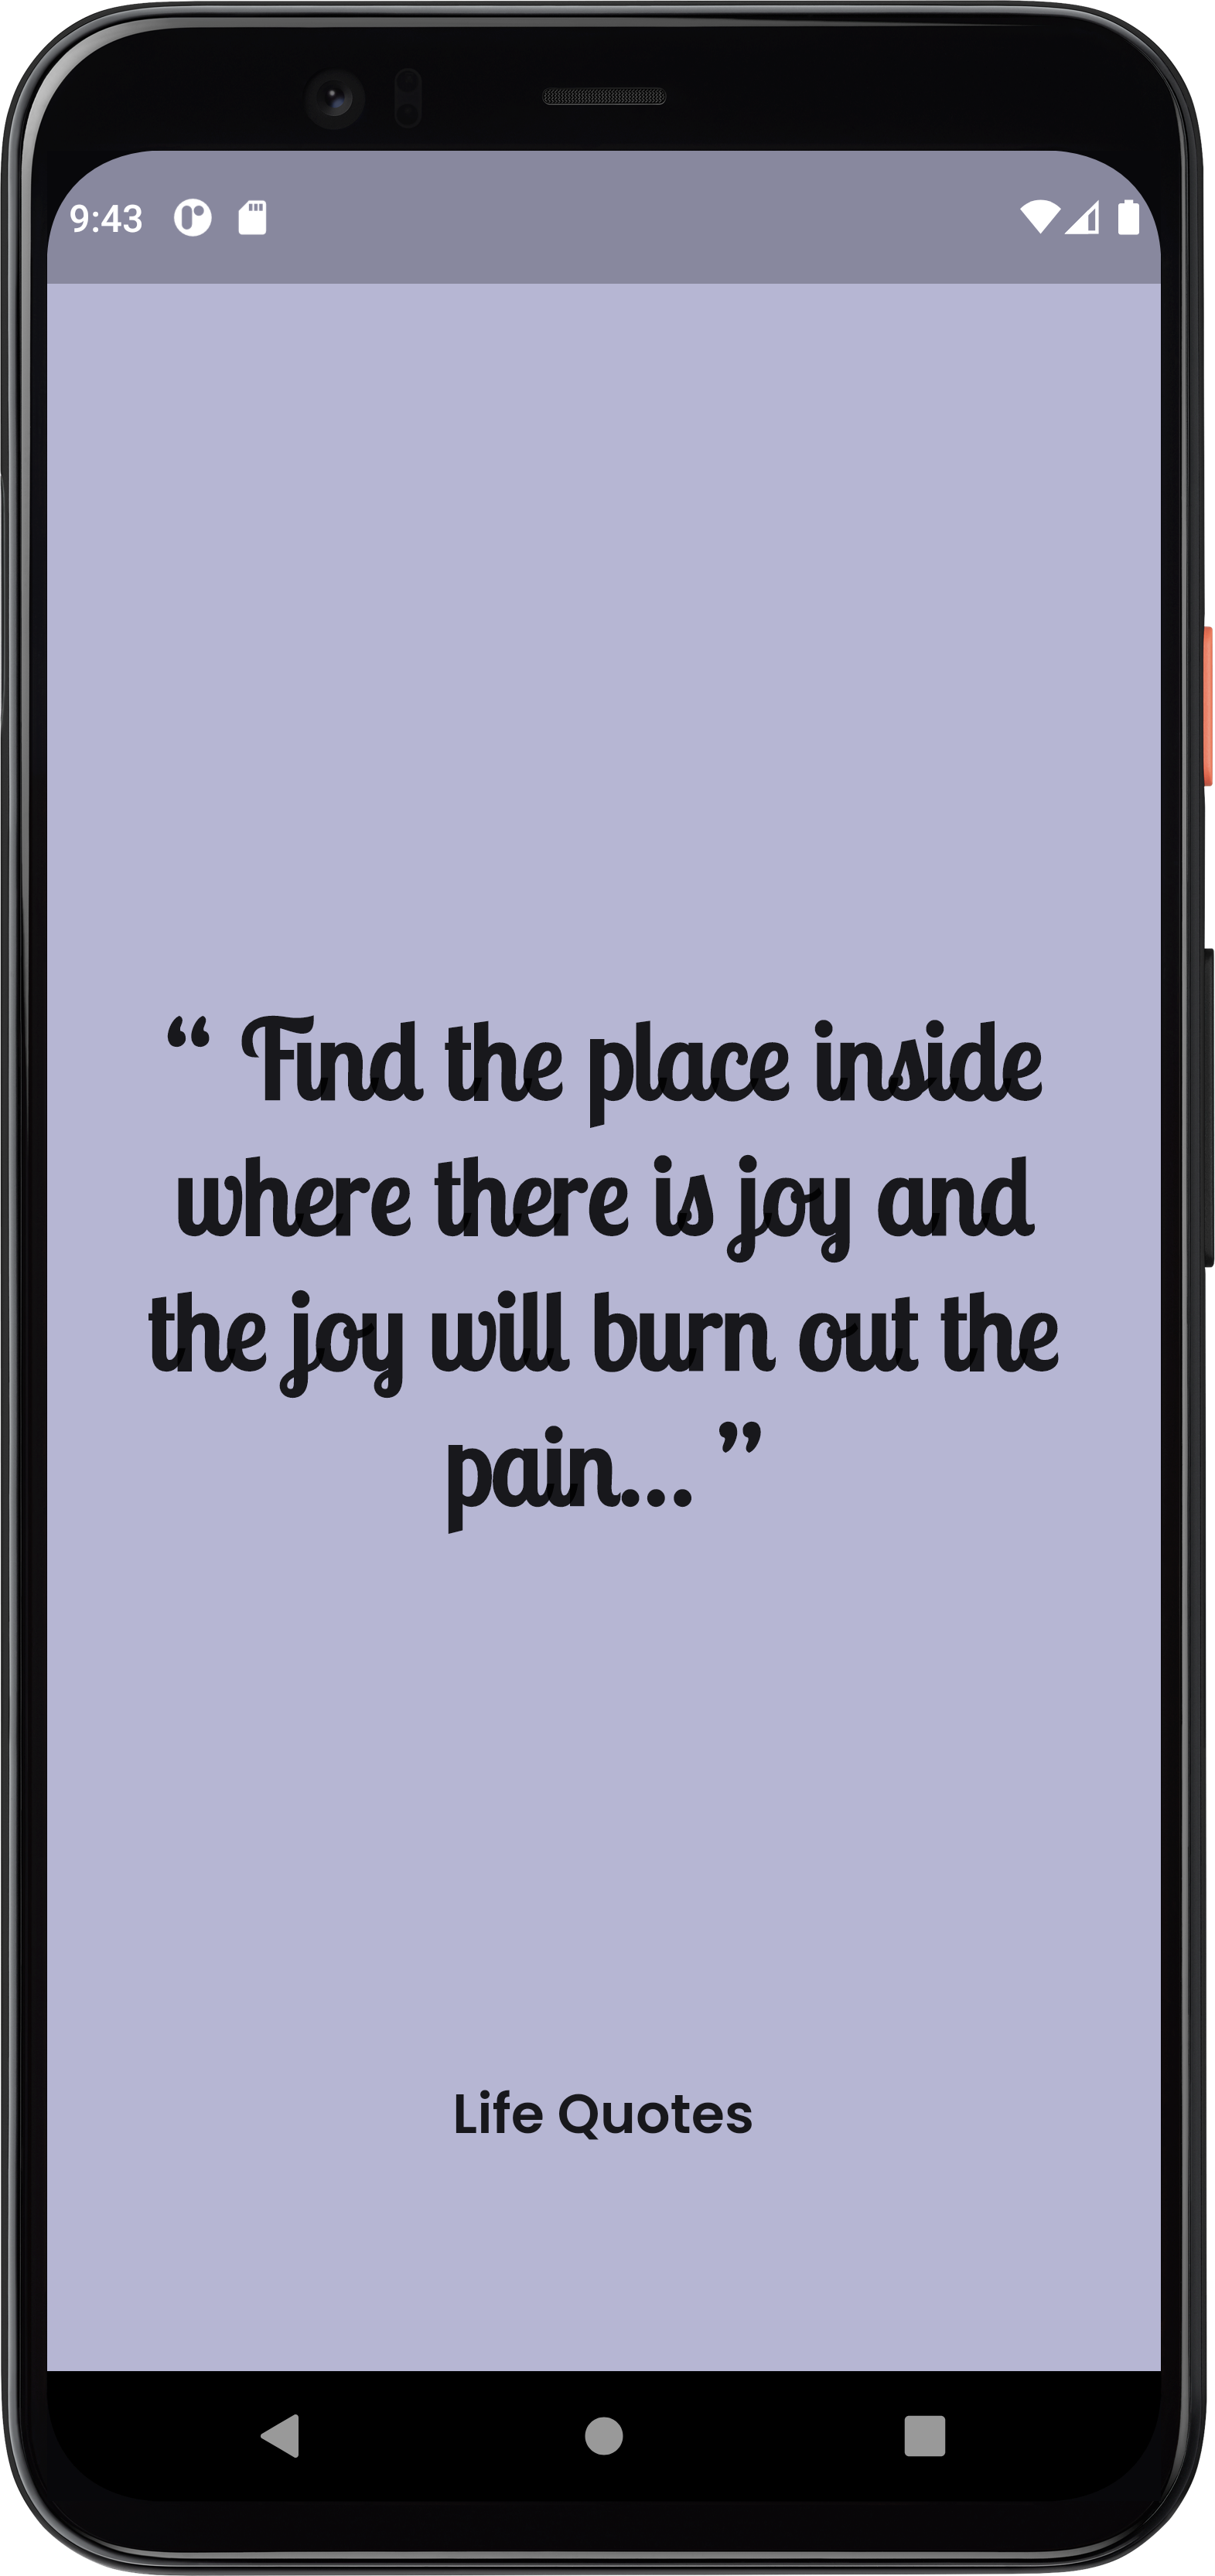 9:43
“ Find the place inside
where there is joy and
the joy will burn out the
pain... ”
Life Quotes